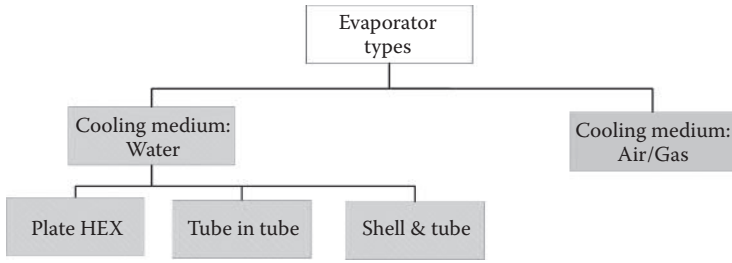 Evaporator
types
Cooling medium:
Water
Cooling medium:
Air/Gas
Plate HEX
Tube in tube
Shell & tube